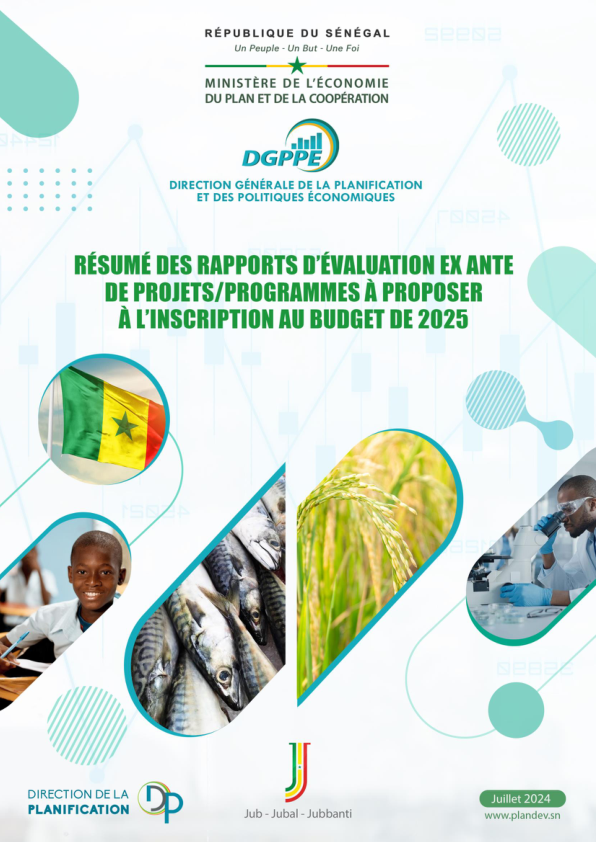 RÉPUBLIQUE DU SÉNÉGAL
Un Peuple - Un But - Une Foi
MINISTÈRE DE L'ÉCONOMIE
DU PLAN ET DE LA COOPÉRATION
DGPPE
DIRECTION GÉNÉRALE DE LA PLANIFICATION
ET DES POLITIQUES ÉCONOMIQUES
RÉSUMÉ DES RAPPORTS D'ÉVALUATION EX ANTE
DE PROJETS/PROGRAMMES À PROPOSER
À L'INSCRIPTION AU BUDGET DE 2025
DIRECTION DE LA
PLANIFICATION
DP
Jub - Jubal - Jubbanti
Juillet 2024
www.plandev.sn